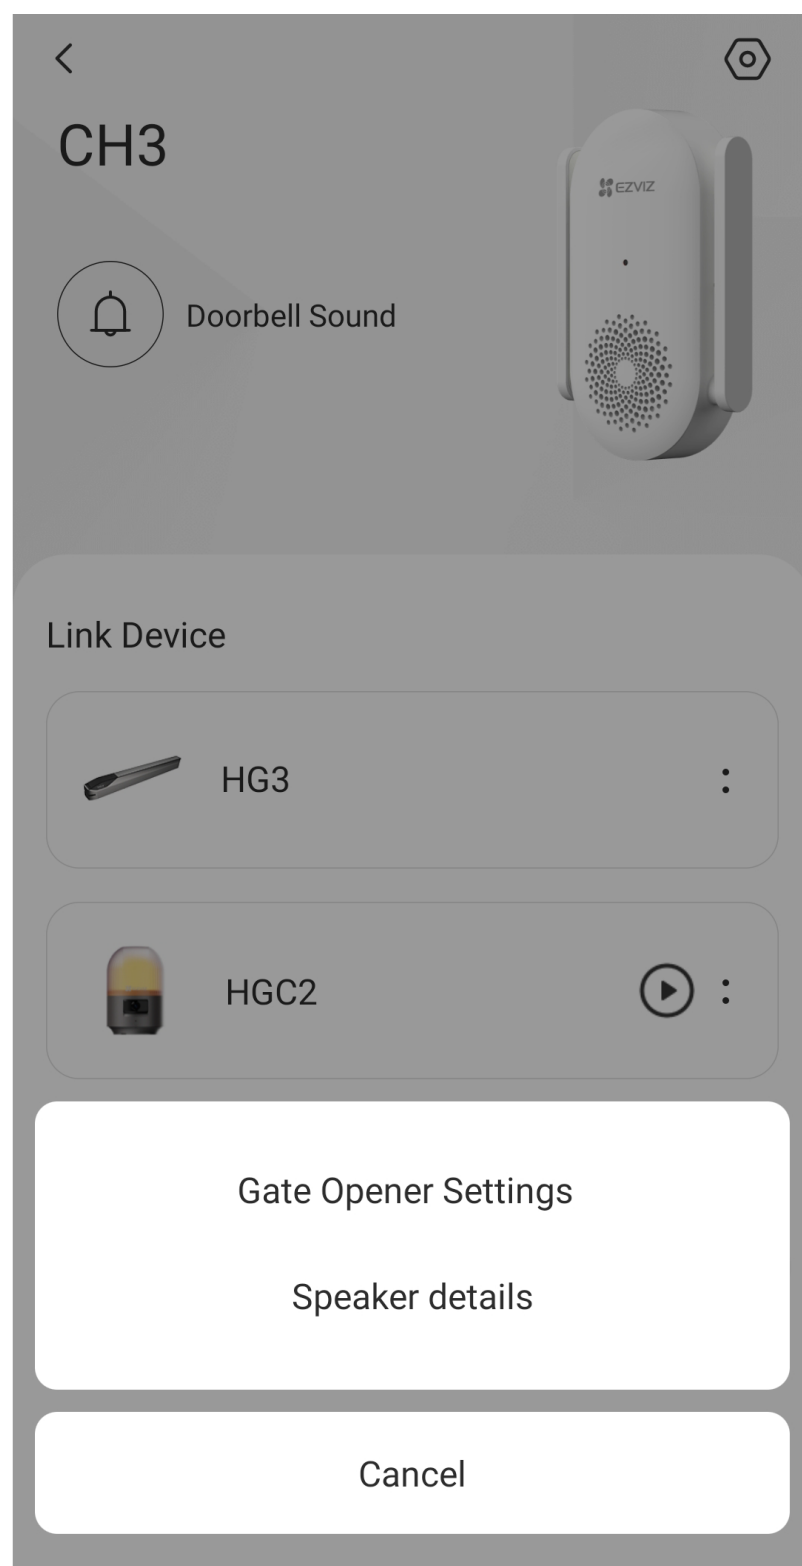 CH3
EZVIZ
Doorbell Sound
Link Device
HG3
HGC2
Gate Opener Settings
Speaker details
Cancel